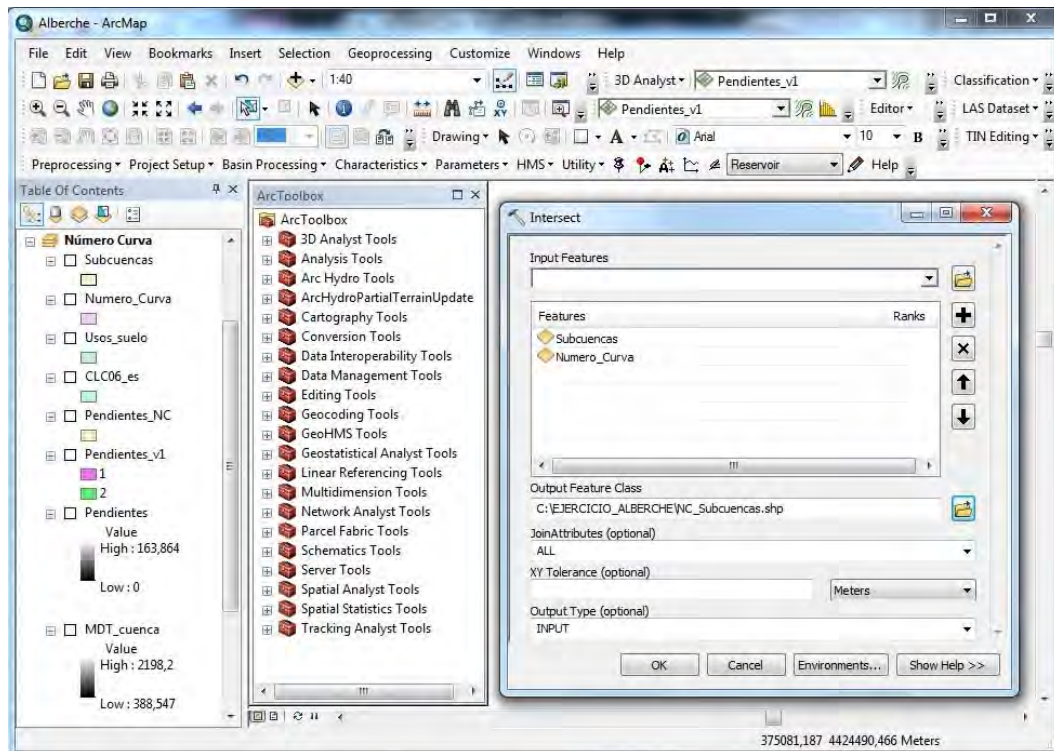 Alberche - ArcMap
File Edit View Bookmarks Insert Selection Geoprocessing Customize Windows Help
1:40
3D Analyst Pendientes_v1 Classification
Pendientes_v1 Editor LAS Dataset
Drawing A Arial 10 B TIN Editing
Preprocessing Project Setup Basin Processing Characteristics Parameters HMS Utility Reservoir Help
Table Of Contents
Número Curva
Subcuencas
Numero_Curva
Usos_suelo
CLC06_es
Pendientes_NC
Pendientes_v1
1
2
Pendientes
Value
High : 163,864
Low : 0
MDT_cuenca
Value
High : 2198,2
Low : 388,547
ArcToolbox
ArcToolbox
3D Analyst Tools
Analysis Tools
Arc Hydro Tools
ArcHydroPartialTerrainUpdate
Cartography Tools
Conversion Tools
Data Interoperability Tools
Data Management Tools
Editing Tools
Geocoding Tools
GeoHMS Tools
Geostatistical Analyst Tools
Linear Referencing Tools
Multidimension Tools
Network Analyst Tools
Parcel Fabric Tools
Schematics Tools
Server Tools
Spatial Analyst Tools
Spatial Statistics Tools
Tracking Analyst Tools
Intersect
Input Features
Features Ranks
Subcuencas
Numero_Curva
Output Feature Class
C:\EJERCICIO_ALBERCHE\NC_Subcuencas.shp
JoinAttributes (optional)
ALL
XY Tolerance (optional)
Meters
Output Type (optional)
INPUT
OK Cancel Environments... Show Help >>
375081,187 4424490,466 Meters